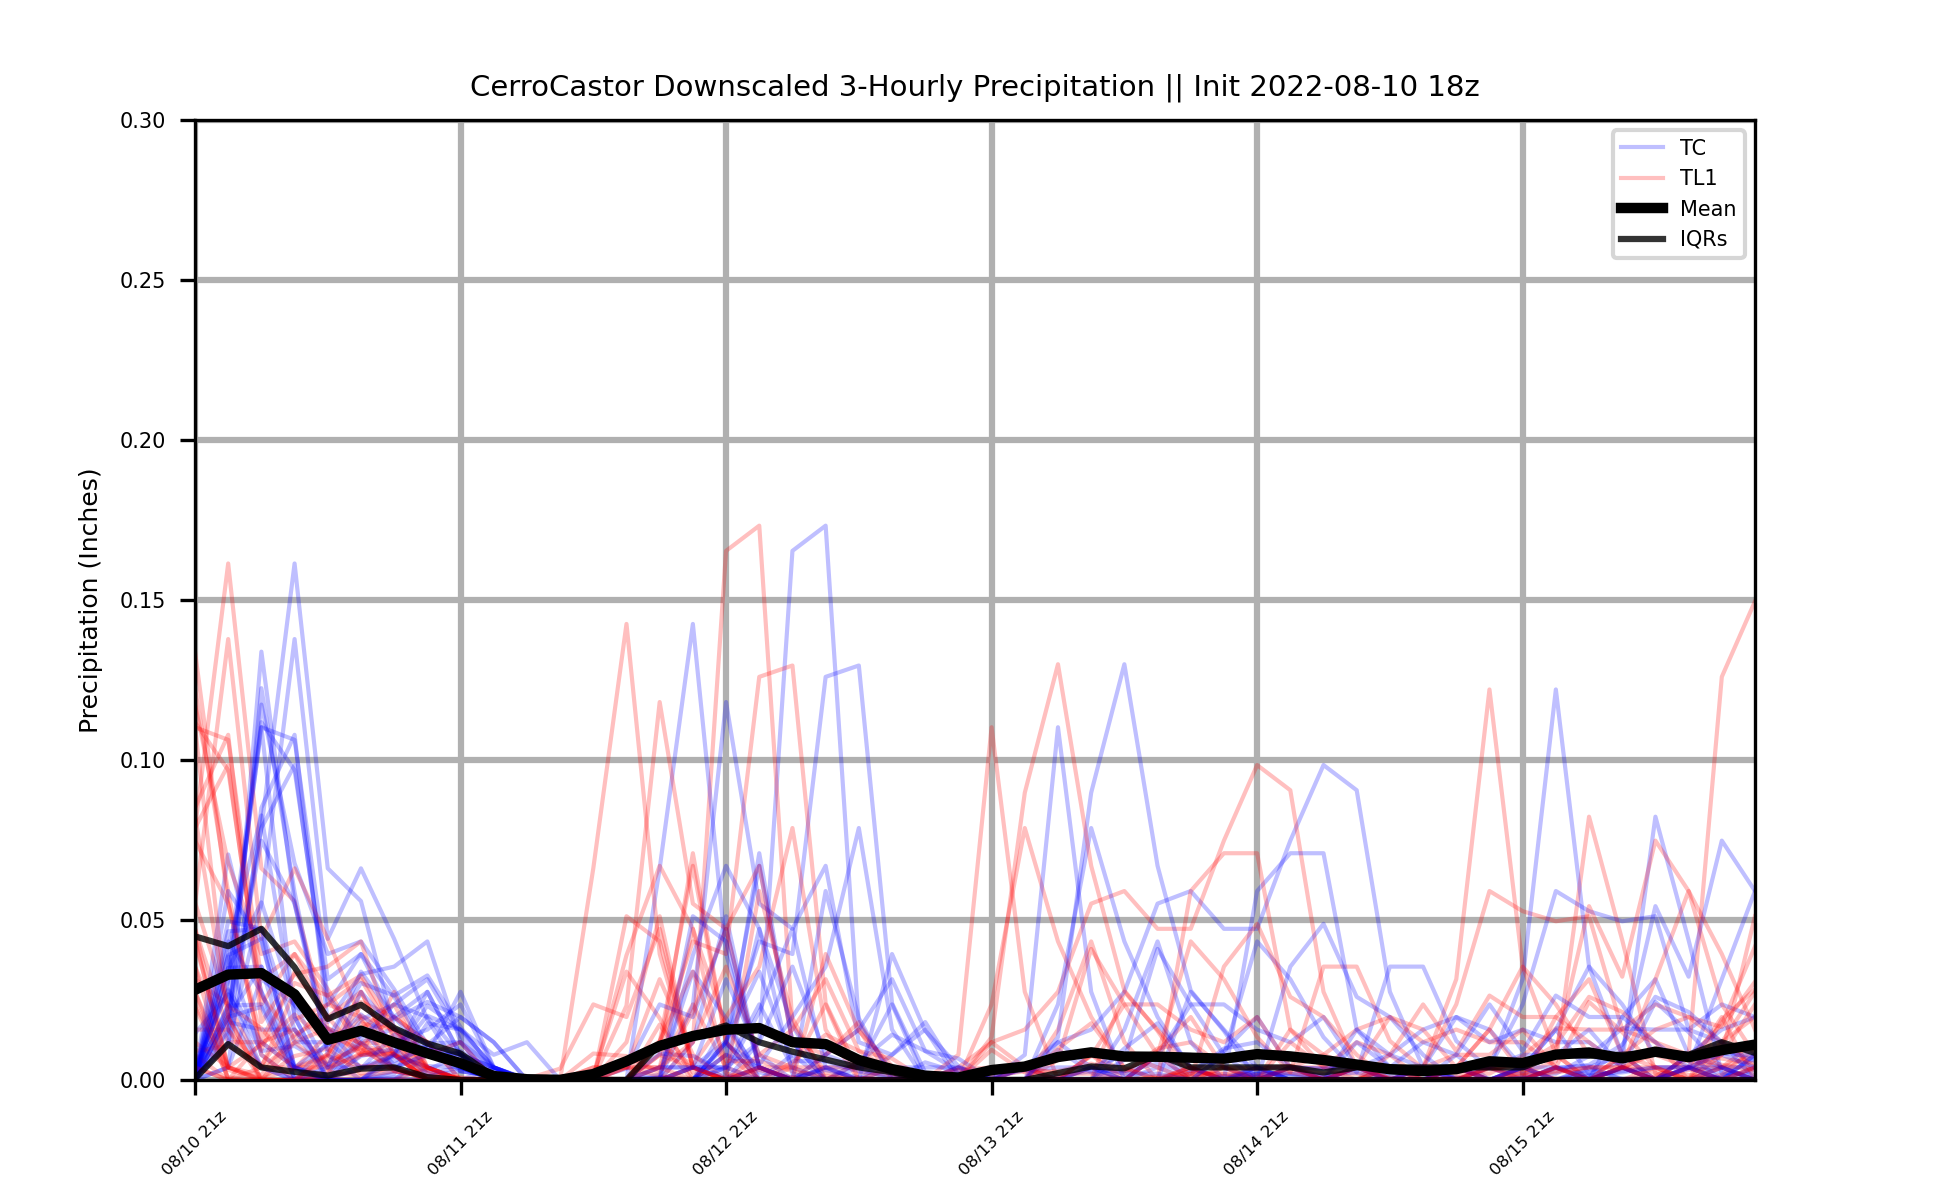 CerroCastor Downscaled 3-Hourly Precipitation || Init 2022-08-10 18z
Precipitation (Inches)
0.30
0.25
0.20
0.15
0.10
0.05
0.00
TC
TL1
Mean
IQRs
08/10 21z
08/11 21z
08/12 21z
08/13 21z
08/14 21z
08/15 21z